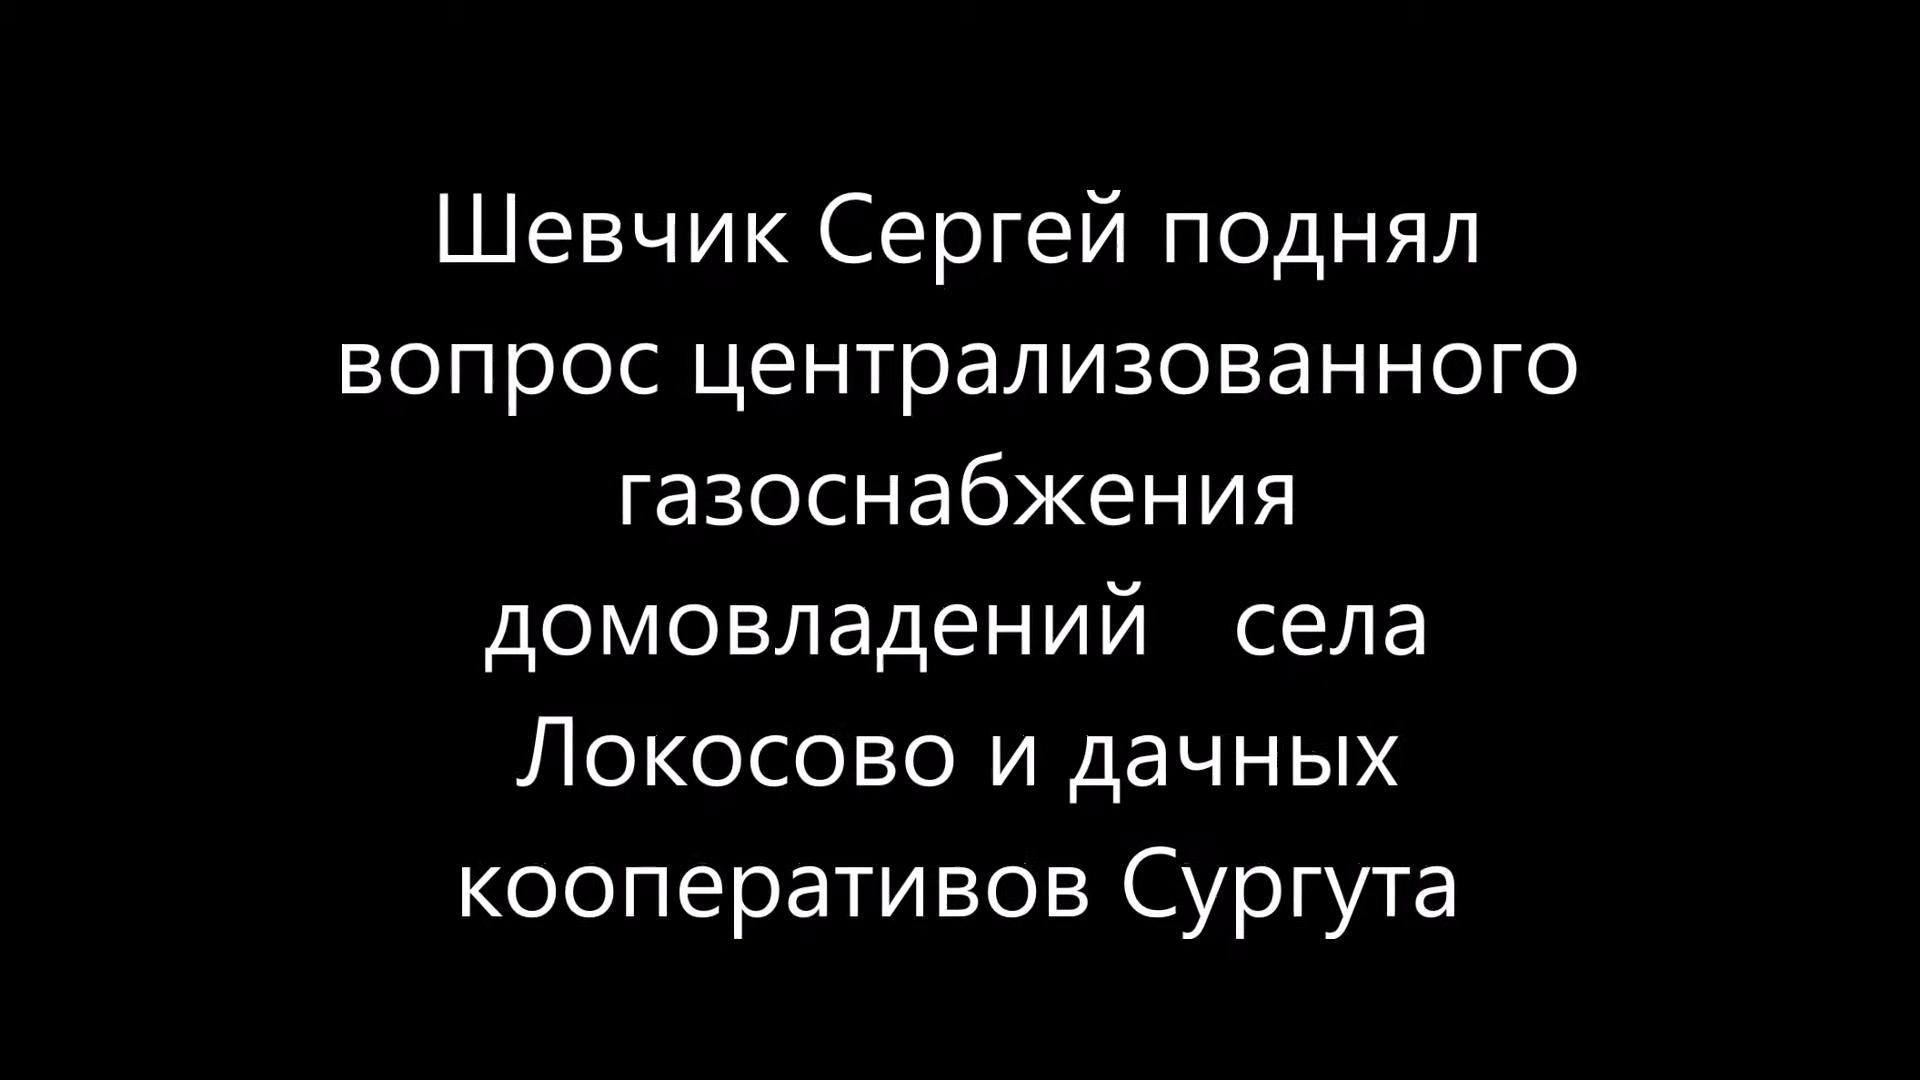 Шевчик Сергей поднял
вопрос централизованного
газоснабжения
домовладений села
Локосово и дачных
кооперативов Сургута